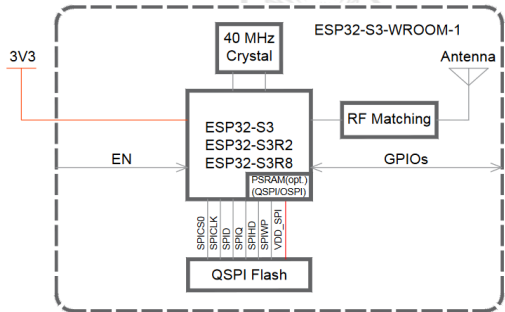 ESP32-S3-WROOM-1
40 MHz
Crystal
3V3
Antenna
ESP32-S3
ESP32-S3R2
ESP32-S3R8
RF Matching
EN
GPIOs
PSRAM(opt.)
(QSPI/OSPI)
SPICS0
SPICLK
SPID
SPIQ
SPIHD
SPIWP
VDD_SPI
QSPI Flash